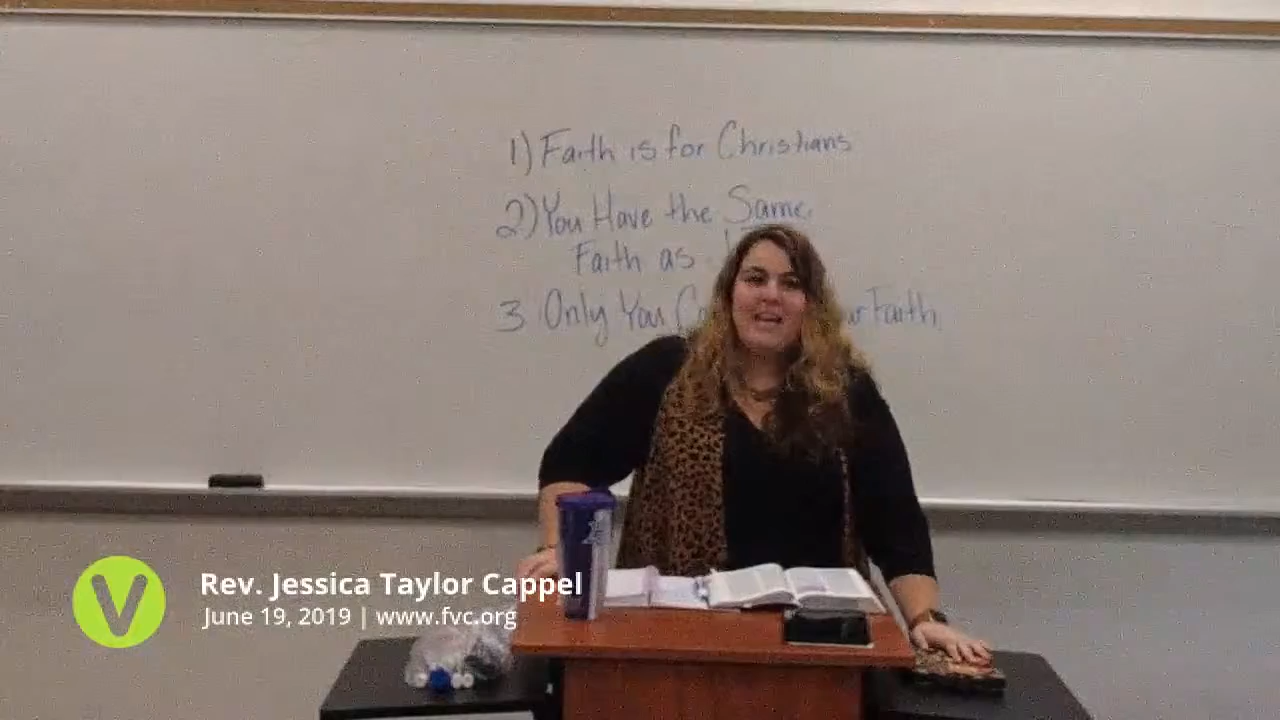 1) Faith is for Christians
2) You Have the Same
Faith as
3 Only You Faith
V
Rev. Jessica Taylor Cappel
June 19, 2019 | www.fvc.org